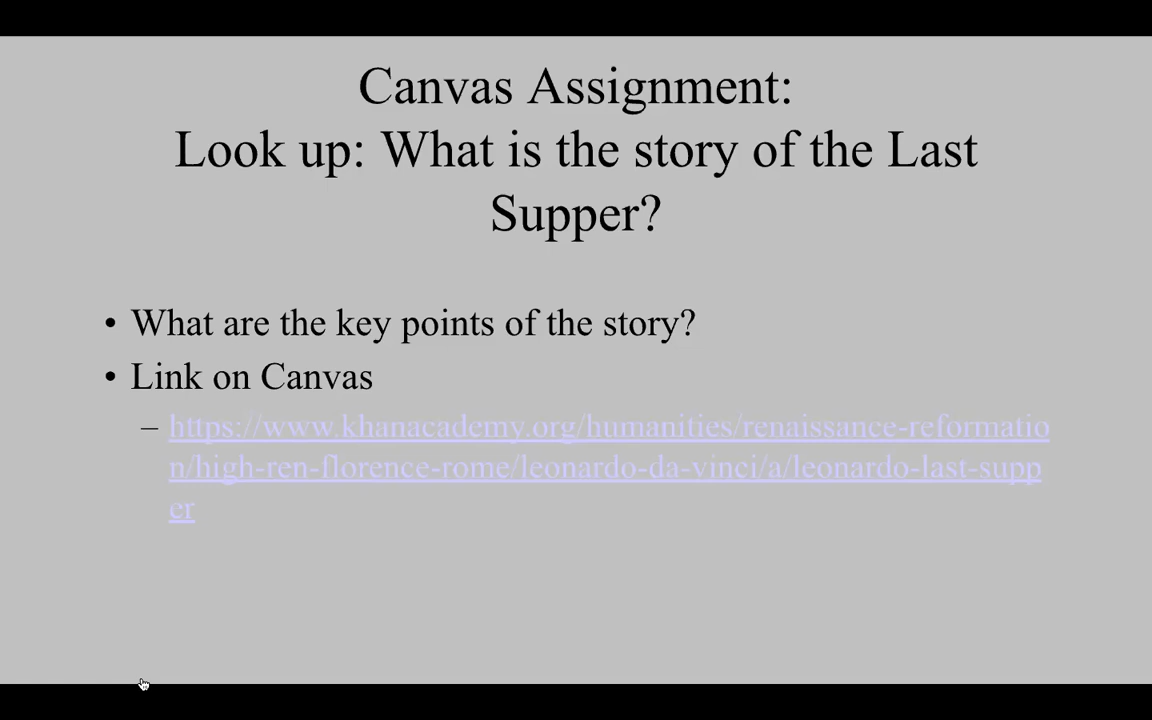 Canvas Assignment:
Look up: What is the story of the Last
Supper?
• What are the key points of the story?
• Link on Canvas
– https://www.khanacademy.org/humanities/renaissance-reformatio
n/high-ren-florence-rome/leonardo-da-vinci/a/leonardo-last-supp
er